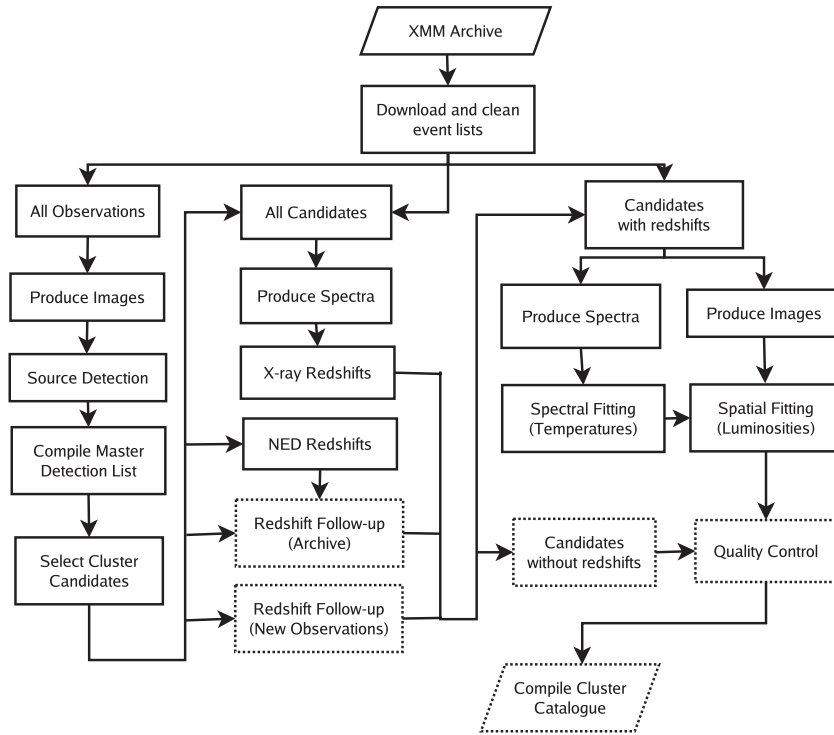 XMM Archive
Download and clean
event lists
All Observations
Produce Images
Source Detection
Compile Master
Detection List
Select Cluster
Candidates
All Candidates
Produce Spectra
X-ray Redshifts
NED Redshifts
Redshift Follow-up
(Archive)
Redshift Follow-up
(New Observations)
Candidates
with redshifts
Produce Spectra
Produce Images
Spectral Fitting
(Temperatures)
Spatial Fitting
(Luminosities)
Candidates
without redshifts
Quality Control
Compile Cluster
Catalogue